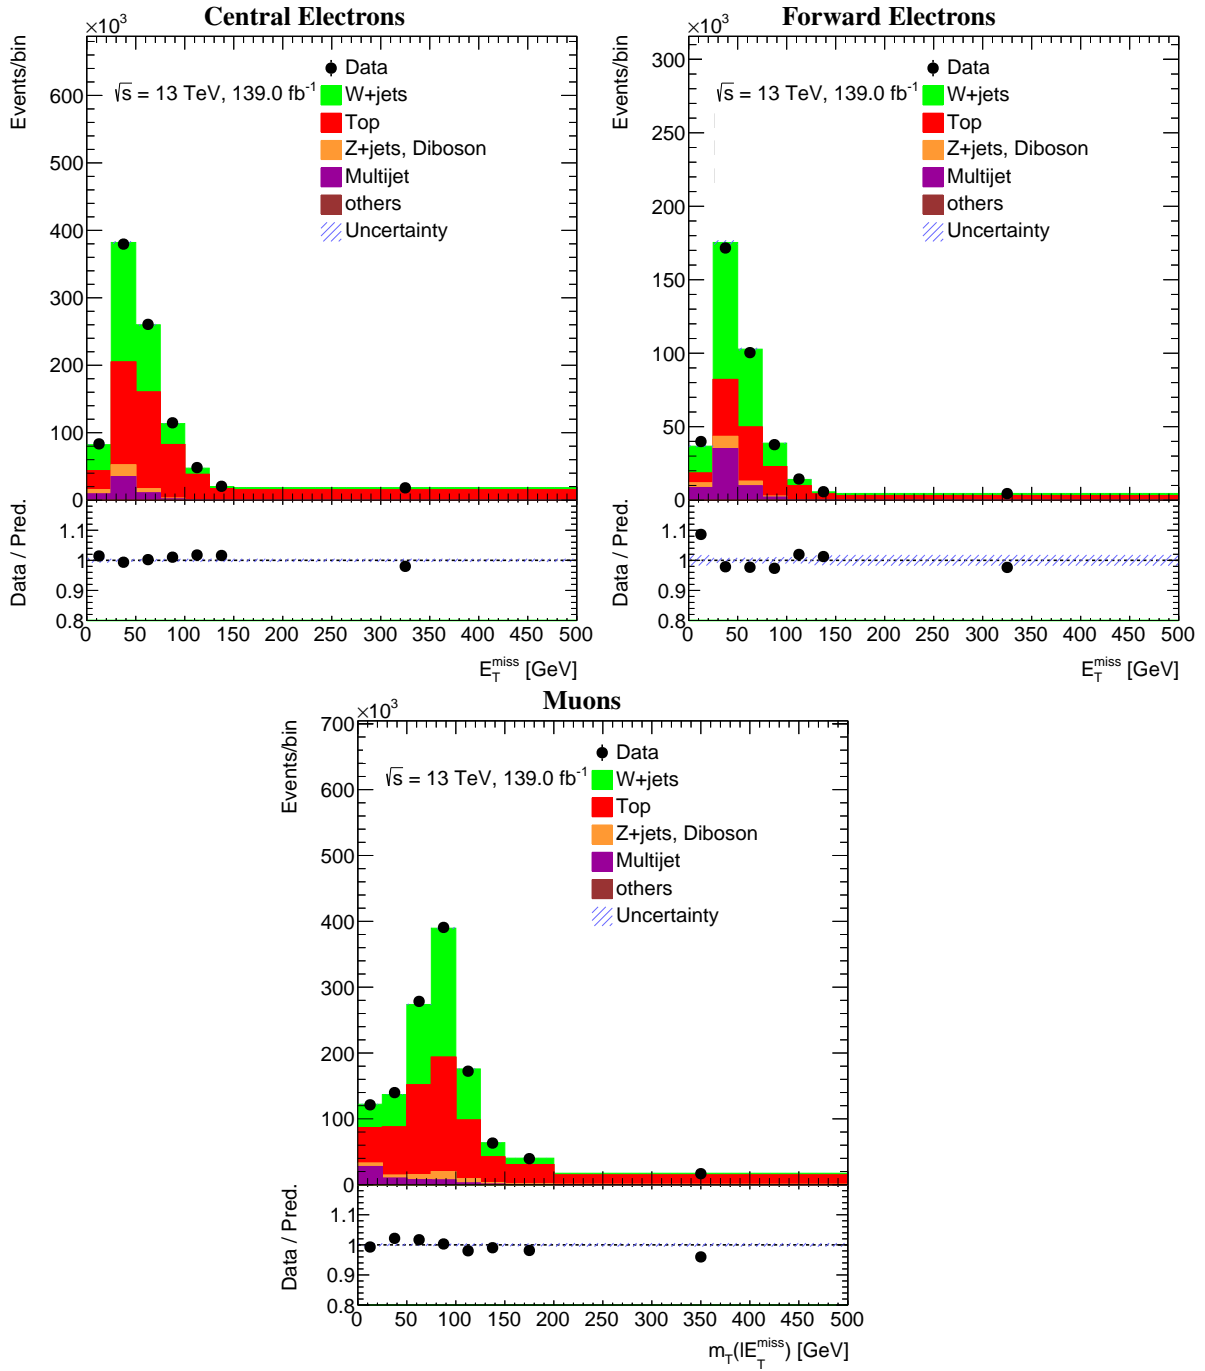 Central Electrons
×10³
Events/bin
√s = 13 TeV, 139.0 fb⁻¹
Data
W+jets
Top
Z+jets, Diboson
Multijet
others
Uncertainty
600
500
400
300
200
100
0
Data / Pred.
1.1
1
0.9
0.8
0 50 100 150 200 250 300 350 400 450 500
E_T^miss [GeV]
Forward Electrons
×10³
Events/bin
√s = 13 TeV, 139.0 fb⁻¹
Data
W+jets
Top
Z+jets, Diboson
Multijet
others
Uncertainty
300
250
200
150
100
50
0
Data / Pred.
1.1
1
0.9
0.8
0 50 100 150 200 250 300 350 400 450 500
E_T^miss [GeV]
Muons
×10³
Events/bin
√s = 13 TeV, 139.0 fb⁻¹
Data
W+jets
Top
Z+jets, Diboson
Multijet
others
Uncertainty
700
600
500
400
300
200
100
0
Data / Pred.
1.1
1
0.9
0.8
0 50 100 150 200 250 300 350 400 450 500
m_T(lE_T^miss) [GeV]